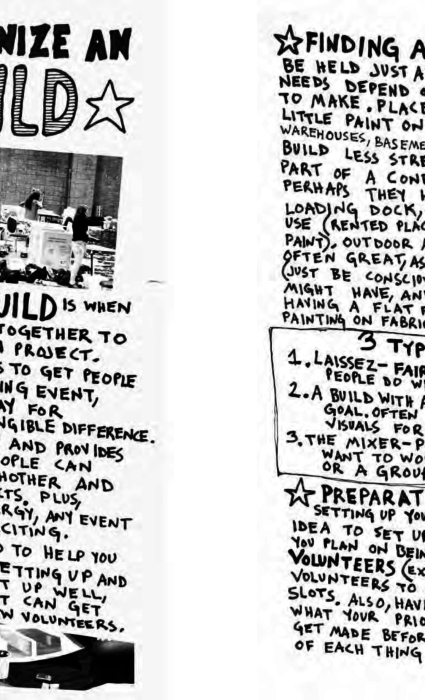 NIZE AN
ILD
UILD IS WHEN
TOGETHER TO
PROJECT.
S TO GET PEOPLE
ING EVENT,
AY FOR
NGIBLE DIFFERENCE.
AND PROVIDES
OPLE CAN
NOTHER AND
CTS. PLUS,
RGY, ANY EVENT
CITING.
D TO HELP YOU
ETTING UP AND
T UP WELL,
T CAN GET
W VOLUNTEERS.
FINDING A
BE HELD JUST A
NEEDS DEPEND O
TO MAKE. PLACE
LITTLE PAINT ON
WAREHOUSES, BASEME
BUILD LESS STRE
PART OF A CON
PERHAPS THEY H
LOADING DOCK,
USE (RENTED PLAC
PAINT). OUTDOOR A
OFTEN GREAT, AS
(JUST BE CONSCIOU
MIGHT HAVE, AN
HAVING A FLAT
PAINTING ON FABRIC
3 TYP
1. LAISSEZ-FAIR
PEOPLE DO W
2. A BUILD WITH A
GOAL. OFTEN
VISUALS FOR
3. THE MIXER-P
WANT TO WO
OR A GROU
PREPARAT
SETTING UP YOU
IDEA TO SET UP
YOU PLAN ON BEIN
VOLUNTEERS (EX
VOLUNTEERS TO
SLOTS. ALSO, HAVI
WHAT YOUR PRIO
GET MADE BEFOR
OF EACH THING